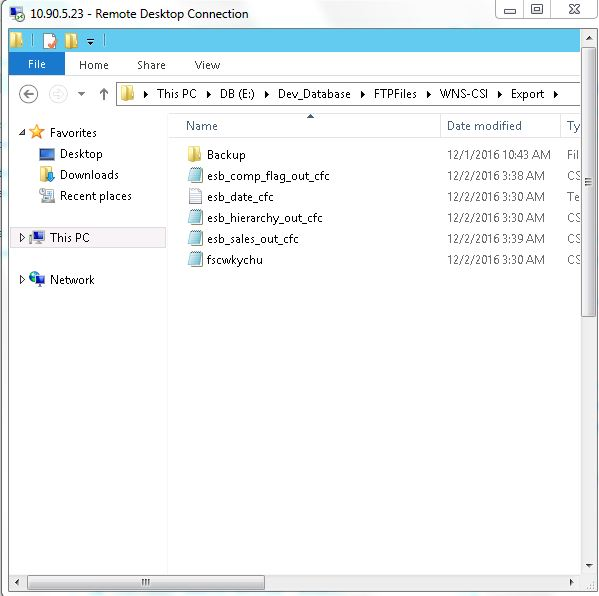 10.90.5.23 - Remote Desktop Connection
File Home Share View
This PC DB (E:) Dev_Database FTPFiles WNS-CSI Export
Name Date modified Ty
Favorites
Desktop
Downloads
Recent places
This PC
Network
Backup 12/1/2016 10:43 AM Fil
esb_comp_flag_out_cfc 12/2/2016 3:38 AM CS
esb_date_cfc 12/2/2016 3:30 AM Te
esb_hierarchy_out_cfc 12/2/2016 3:30 AM CS
esb_sales_out_cfc 12/2/2016 3:39 AM CS
fscwkychu 12/2/2016 3:30 AM CS